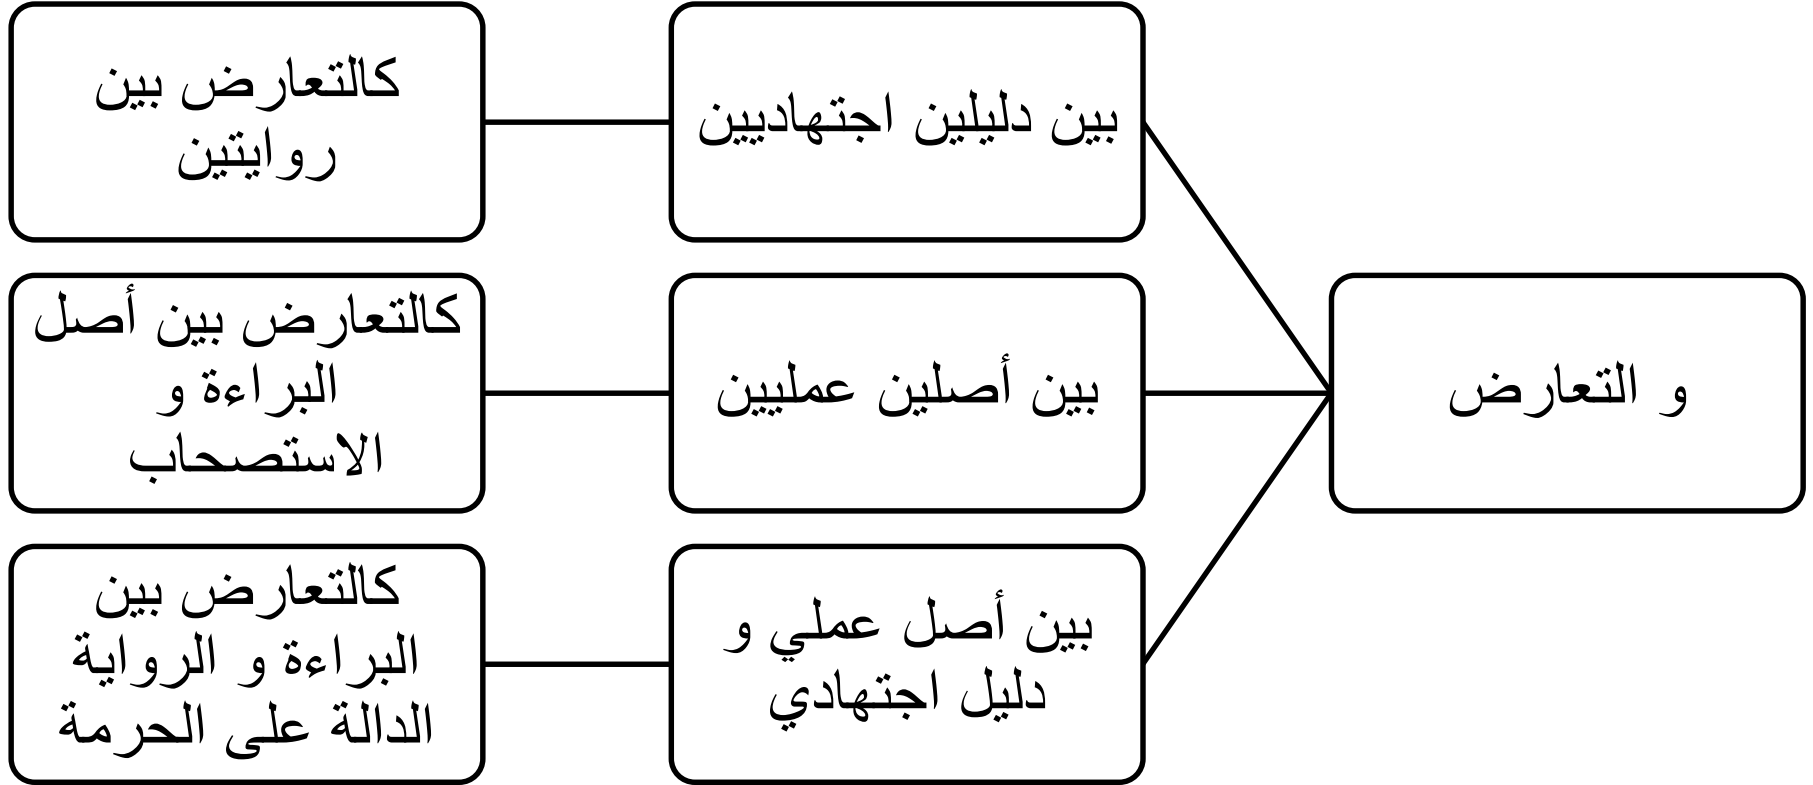 و التعارض
بين دليلين اجتهاديين
كالتعارض بين
روايتين
بين أصلين عمليين
كالتعارض بين أصل
البراءة و
الاستصحاب
بين أصل عملي و
دليل اجتهادي
كالتعارض بين
البراءة و الرواية
الدالة على الحرمة